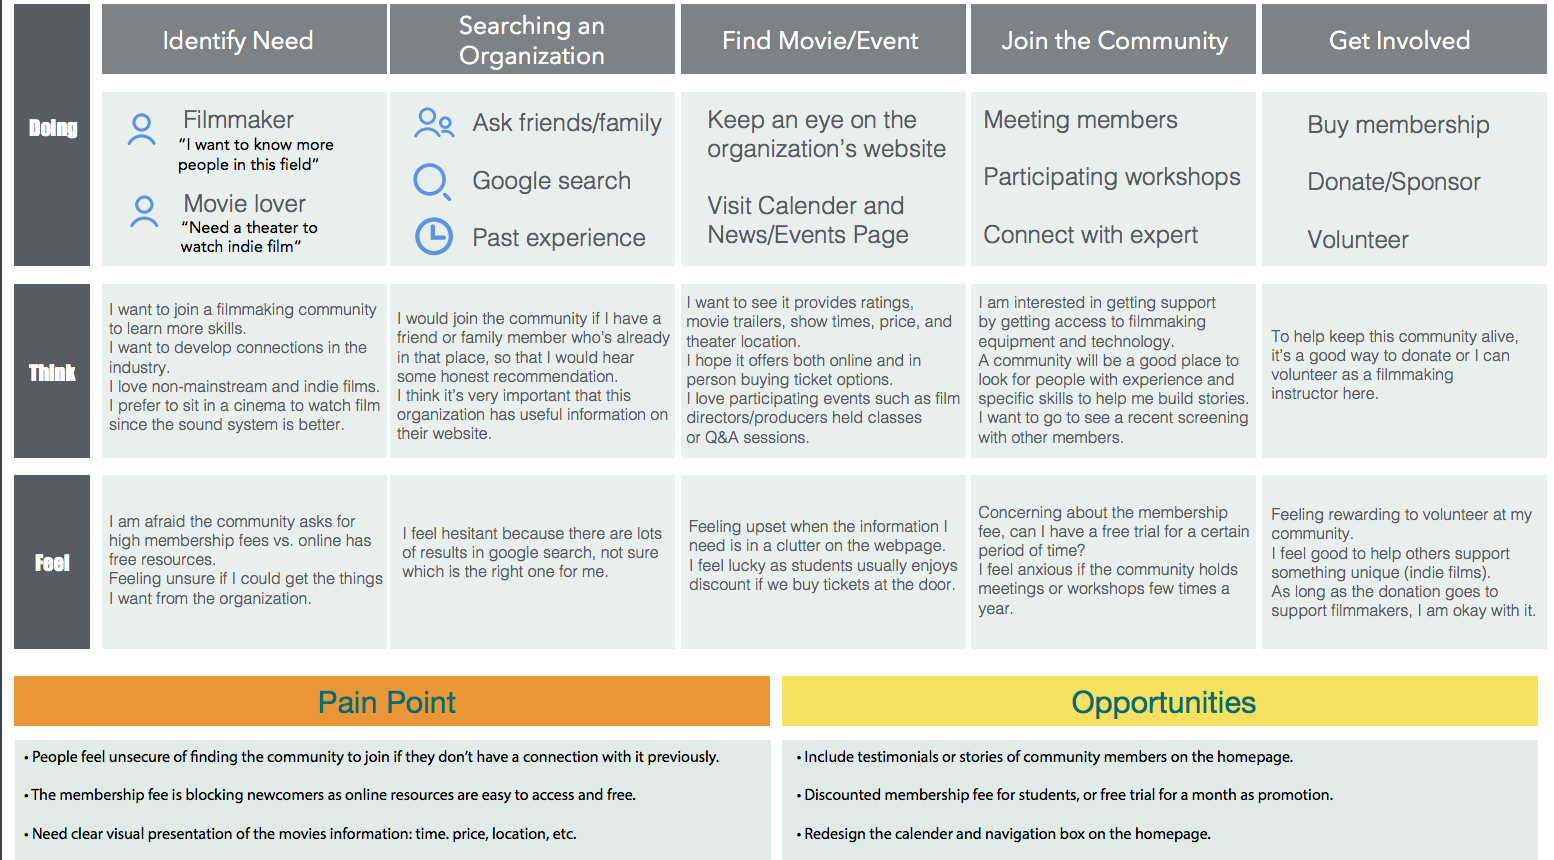 Identify Need
Searching an
Organization
Find Movie/Event
Join the Community
Get Involved
Doing
Filmmaker
“I want to know more
people in this field”
Movie lover
“Need a theater to
watch indie film”
Ask friends/family
Google search
Past experience
Keep an eye on the
organization’s website
Visit Calender and
News/Events Page
Meeting members
Participating workshops
Connect with expert
Buy membership
Donate/Sponsor
Volunteer
Think
I want to join a filmmaking community
to learn more skills.
I want to develop connections in the
industry.
I love non-mainstream and indie films.
I prefer to sit in a cinema to watch film
since the sound system is better.
I would join the community if I have a
friend or family member who’s already
in that place, so that I would hear
some honest recommendation.
I think it’s very important that this
organization has useful information on
their website.
I want to see it provides ratings,
movie trailers, show times, price, and
theater location.
I hope it offers both online and in
person buying ticket options.
I love participating events such as film
directors/producers held classes
or Q&A sessions.
I am interested in getting support
by getting access to filmmaking
equipment and technology.
A community will be a good place to
look for people with experience and
specific skills to help me build stories.
I want to go to see a recent screening
with other members.
To help keep this community alive,
it’s a good way to donate or I can
volunteer as a filmmaking
instructor here.
Feel
I am afraid the community asks for
high membership fees vs. online has
free resources.
Feeling unsure if I could get the things
I want from the organization.
I feel hesitant because there are lots
of results in google search, not sure
which is the right one for me.
Feeling upset when the information I
need is in a clutter on the webpage.
I feel lucky as students usually enjoys
discount if we buy tickets at the door.
Concerning about the membership
fee, can I have a free trial for a certain
period of time?
I feel anxious if the community holds
meetings or workshops few times a
year.
Feeling rewarding to volunteer at my
community.
I feel good to help others support
something unique (indie films).
As long as the donation goes to
support filmmakers, I am okay with it.
Pain Point
• People feel unsecure of finding the community to join if they don’t have a connection with it previously.
• The membership fee is blocking newcomers as online resources are easy to access and free.
• Need clear visual presentation of the movies information: time. price, location, etc.
Opportunities
• Include testimonials or stories of community members on the homepage.
• Discounted membership fee for students, or free trial for a month as promotion.
• Redesign the calender and navigation box on the homepage.